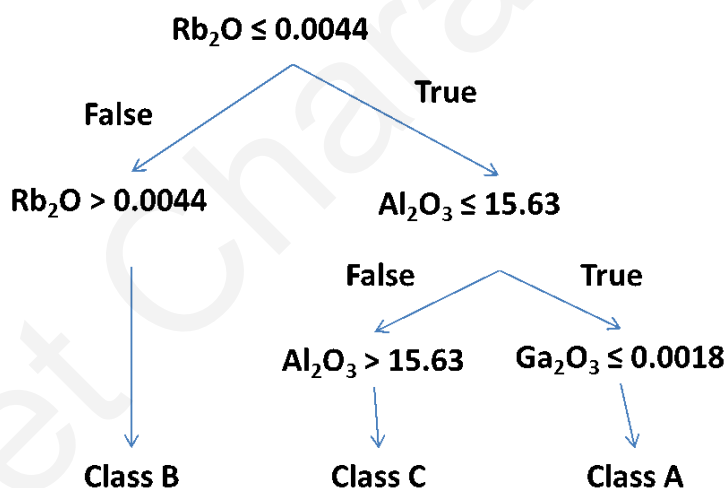 Rb₂O ≤ 0.0044
False
True
Rb₂O > 0.0044
Al₂O₃ ≤ 15.63
False
True
Al₂O₃ > 15.63
Ga₂O₃ ≤ 0.0018
Class B
Class C
Class A